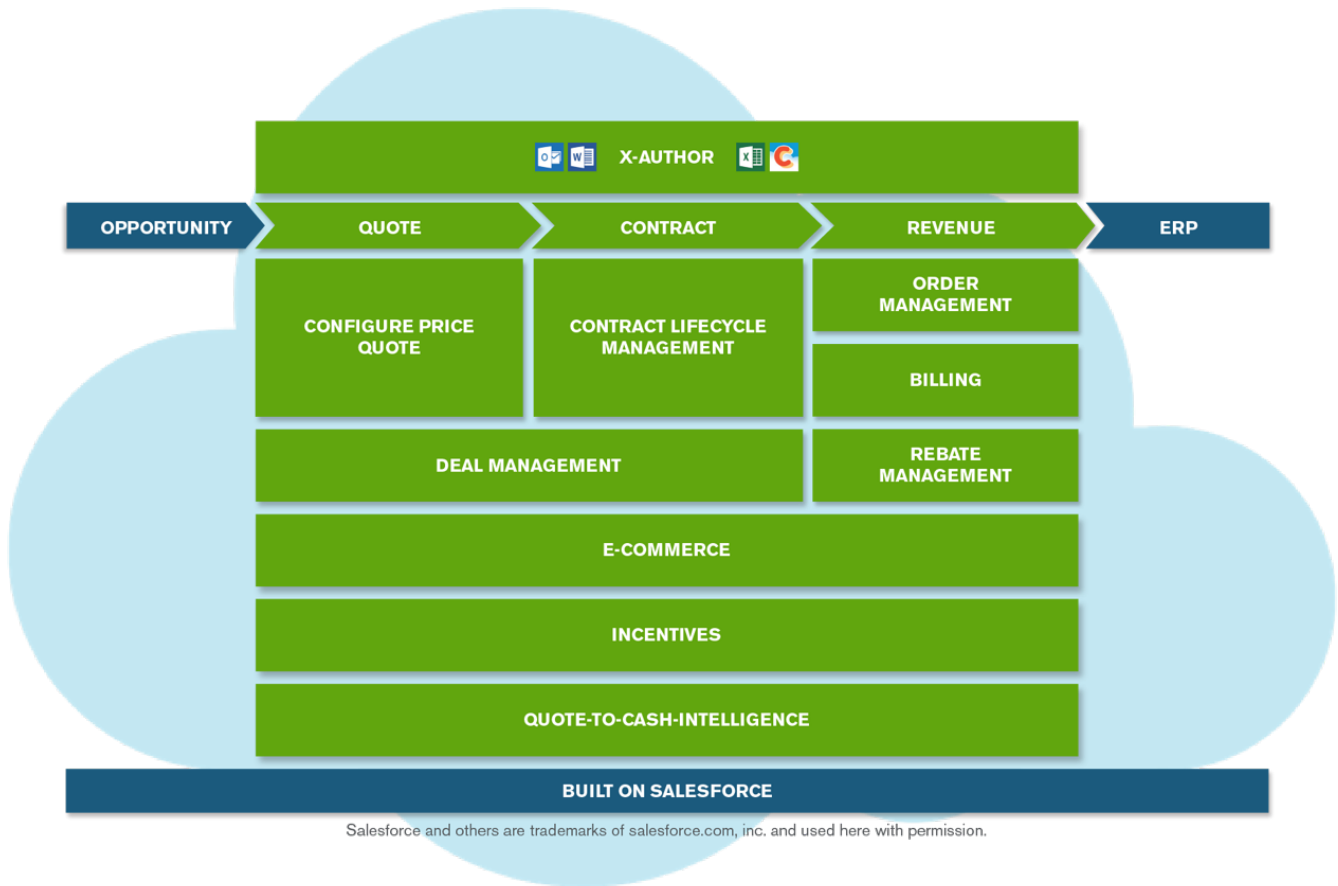 X-AUTHOR
OPPORTUNITY
QUOTE
CONTRACT
REVENUE
ERP
CONFIGURE PRICE
QUOTE
CONTRACT LIFECYCLE
MANAGEMENT
ORDER
MANAGEMENT
BILLING
DEAL MANAGEMENT
REBATE
MANAGEMENT
E-COMMERCE
INCENTIVES
QUOTE-TO-CASH-INTELLIGENCE
BUILT ON SALESFORCE
Salesforce and others are trademarks of salesforce.com, inc. and used here with permission.